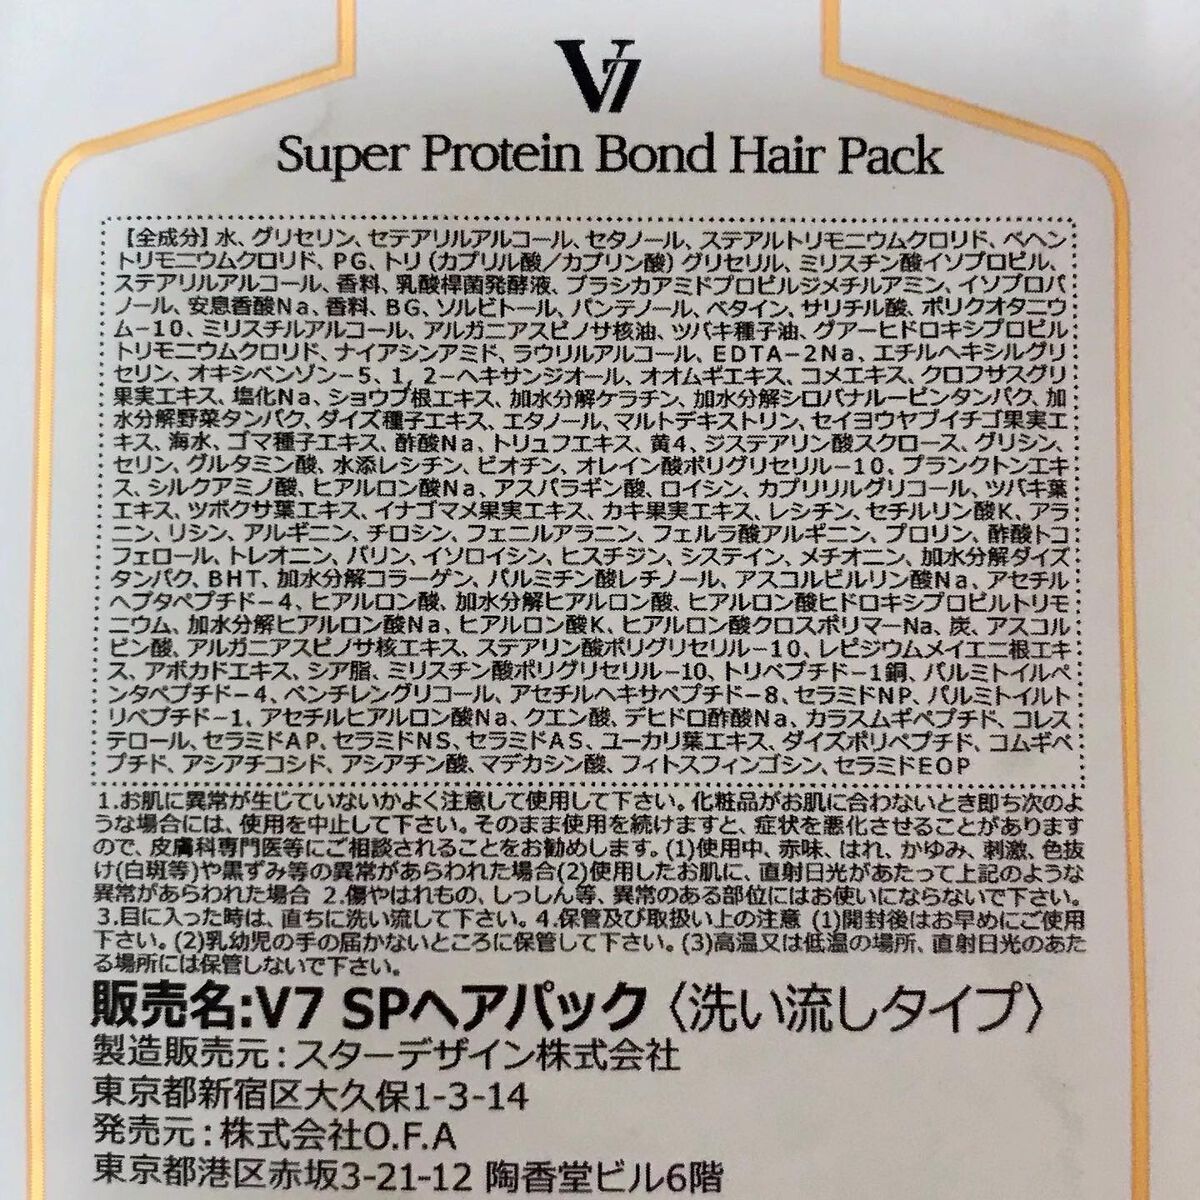 V7
Super Protein Bond Hair Pack
【全成分】水、グリセリン、セテアリルアルコール、セタノール、ステアルトリモニウムクロリド、ベヘン
トリモニウムクロリド、PG、トリ(カプリル酸/カプリン酸)グリセリル、ミリスチン酸イソプロピル、
ステアリルアルコール、香料、乳酸桿菌発酵液、ブラシカアミドプロピルジメチルアミン、イソプロパ
ノール、安息香酸Na、香料、BG、ソルビトール、パンテノール、ベタイン、サリチル酸、ポリクオタニウ
ム-10、ミリスチルアルコール、アルガニアスピノサ核油、ツバキ種子油、グアーヒドロキシプロピル
トリモニウムクロリド、ナイアシンアミド、ラウリルアルコール、EDTA-2Na、エチルヘキシルグリ
セリン、オキシベンゾン-5、1,2-ヘキサンジオール、オオムギエキス、コメエキス、クロフサスグリ
果実エキス、塩化Na、ショウブ根エキス、加水分解ケラチン、加水分解シロバナルーピンタンパク、加
水分解野菜タンパク、ダイズ種子エキス、エタノール、マルトデキストリン、セイヨウヤブイチゴ果実エ
キス、海水、ゴマ種子エキス、酢酸Na、トリュフエキス、黄4、ジステアリン酸スクロース、グリシン、
セリン、グルタミン酸、水添レシチン、ビオチン、オレイン酸ポリグリセリル-10、プランクトンエキ
ス、シルクアミノ酸、ヒアルロン酸Na、アスパラギン酸、ロイシン、カプリリルグリコール、ツバキ葉
エキス、ツボクサ葉エキス、イナゴマメ果実エキス、カキ果実エキス、レシチン、セチルリン酸K、アラ
ニン、リシン、アルギニン、チロシン、フェニルアラニン、フェルラ酸アルギニン、プロリン、酢酸トコ
フェロール、トレオニン、バリン、イソロイシン、ヒスチジン、システイン、メチオニン、加水分解ダイズ
タンパク、BHT、加水分解コラーゲン、パルミチン酸レチノール、アスコルビルリン酸Na、アセチル
ヘプタペプチド-4、ヒアルロン酸、加水分解ヒアルロン酸、ヒアルロン酸ヒドロキシプロピルトリモ
ニウム、加水分解ヒアルロン酸Na、ヒアルロン酸K、ヒアルロン酸クロスポリマーNa、炭、アスコル
ビン酸、アルガニアスピノサ核エキス、ステアリン酸ポリグリセリル-10、レピジウムメイエニ根エキ
ス、アボカドエキス、シア脂、ミリスチン酸ポリグリセリル-10、トリペプチド-1銅、パルミトイルペ
ンタペプチド-4、ペンチレングリコール、アセチルヘキサペプチド-8、セラミドNP、パルミトイルト
リペプチド-1、アセチルヒアルロン酸Na、クエン酸、デヒドロ酢酸Na、カラスムギペプチド、コレス
テロール、セラミドAP、セラミドNS、セラミドAS、ユーカリ葉エキス、ダイズポリペプチド、コムギペ
プチド、アシアチコシド、アシアチン酸、マデカシン酸、フィトスフィンゴシン、セラミドEOP
1.お肌に異常が生じていないかよく注意して使用して下さい。化粧品がお肌に合わないとき即ち次のよ
うな場合には、使用を中止して下さい。そのまま使用を続けますと、症状を悪化させることがあります
ので、皮膚科専門医等にご相談されることをお勧めします。(1)使用中、赤味、はれ、かゆみ、刺激、色抜
け(白斑等)や黒ずみ等の異常があらわれた場合(2)使用したお肌に、直射日光があたって上記のような
異常があらわれた場合 2.傷やはれもの、しっしん等、異常のある部位にはお使いにならないで下さい。
3.目に入った時は、直ちに洗い流して下さい。4.保管及び取扱い上の注意 (1)開封後はお早めにご使用
下さい。(2)乳幼児の手の届かないところに保管して下さい。(3)高温又は低温の場所、直射日光のあた
る場所には保管しないで下さい。
販売名:V7 SPヘアパック〈洗い流しタイプ〉
製造販売元:スターデザイン株式会社
東京都新宿区大久保1-3-14
発売元:株式会社O.F.A
東京都港区赤坂3-21-12 陶香堂ビル6階